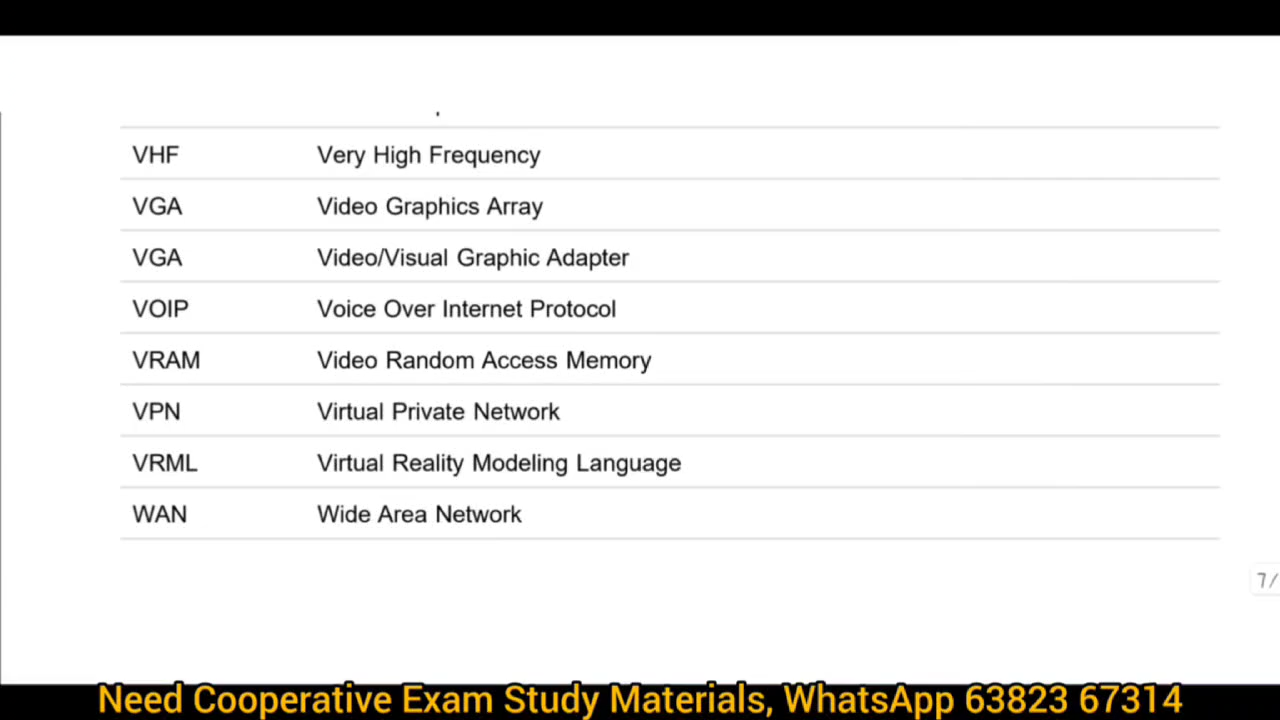 VHF Very High Frequency
VGA Video Graphics Array
VGA Video/Visual Graphic Adapter
VOIP Voice Over Internet Protocol
VRAM Video Random Access Memory
VPN Virtual Private Network
VRML Virtual Reality Modeling Language
WAN Wide Area Network
7/
Need Cooperative Exam Study Materials, WhatsApp 63823 67314